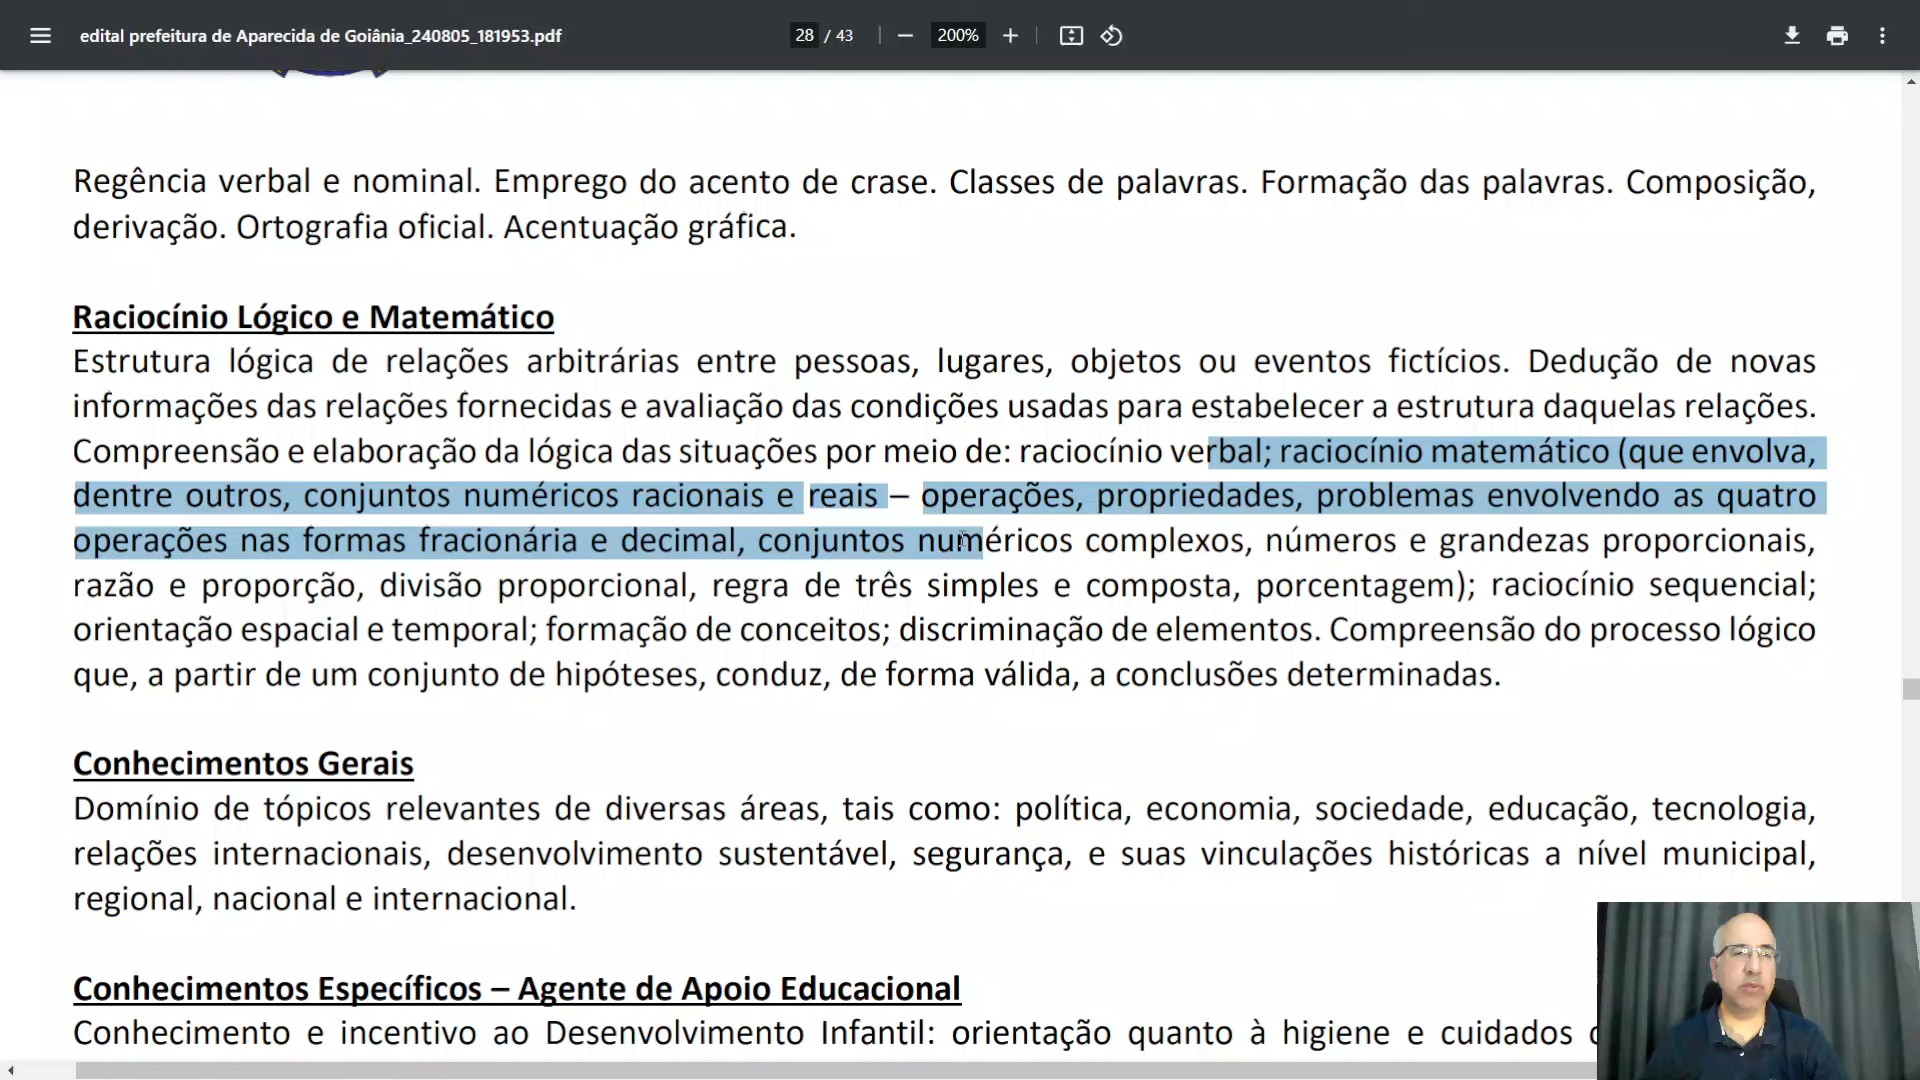 edital prefeitura de Aparecida de Goiânia_240805_181953.pdf
28 / 43
200%
Regência verbal e nominal. Emprego do acento de crase. Classes de palavras. Formação das palavras. Composição,
derivação. Ortografia oficial. Acentuação gráfica.
Raciocínio Lógico e Matemático
Estrutura lógica de relações arbitrárias entre pessoas, lugares, objetos ou eventos fictícios. Dedução de novas
informações das relações fornecidas e avaliação das condições usadas para estabelecer a estrutura daquelas relações.
Compreensão e elaboração da lógica das situações por meio de: raciocínio verbal; raciocínio matemático (que envolva,
dentre outros, conjuntos numéricos racionais e reais – operações, propriedades, problemas envolvendo as quatro
operações nas formas fracionária e decimal, conjuntos numéricos complexos, números e grandezas proporcionais,
razão e proporção, divisão proporcional, regra de três simples e composta, porcentagem); raciocínio sequencial;
orientação espacial e temporal; formação de conceitos; discriminação de elementos. Compreensão do processo lógico
que, a partir de um conjunto de hipóteses, conduz, de forma válida, a conclusões determinadas.
Conhecimentos Gerais
Domínio de tópicos relevantes de diversas áreas, tais como: política, economia, sociedade, educação, tecnologia,
relações internacionais, desenvolvimento sustentável, segurança, e suas vinculações históricas a nível municipal,
regional, nacional e internacional.
Conhecimentos Específicos – Agente de Apoio Educacional
Conhecimento e incentivo ao Desenvolvimento Infantil: orientação quanto à higiene e cuidados